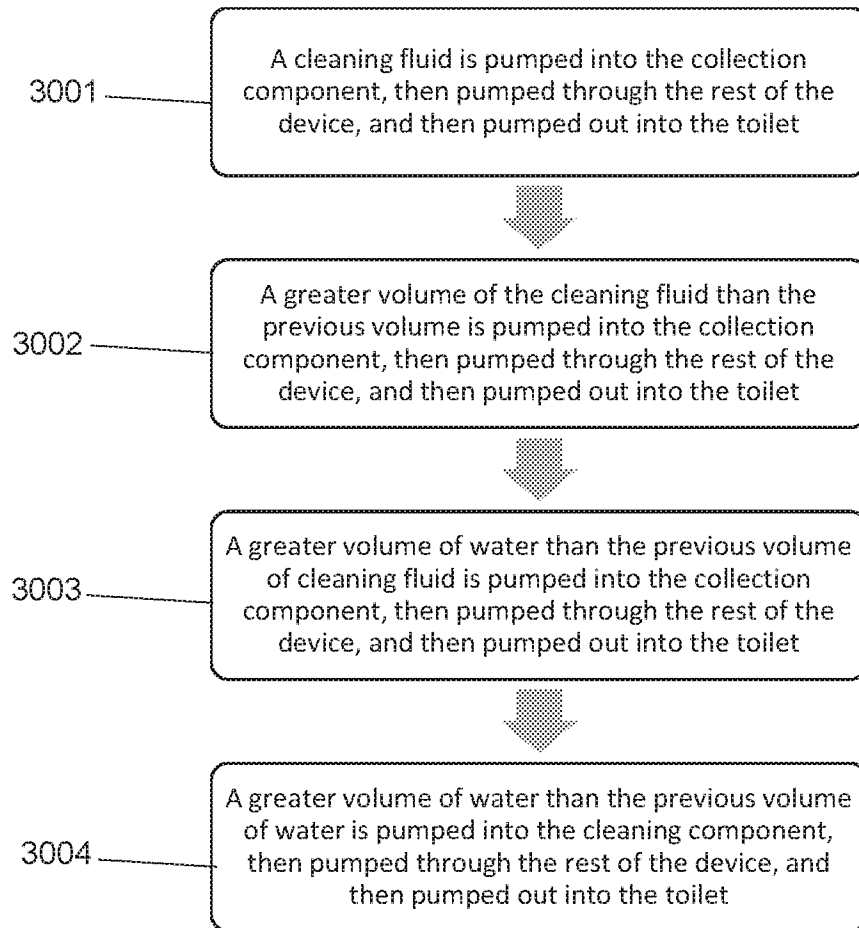 3001
A cleaning fluid is pumped into the collection
component, then pumped through the rest of the
device, and then pumped out into the toilet
3002
A greater volume of the cleaning fluid than the
previous volume is pumped into the collection
component, then pumped through the rest of the
device, and then pumped out into the toilet
3003
A greater volume of water than the previous volume
of cleaning fluid is pumped into the collection
component, then pumped through the rest of the
device, and then pumped out into the toilet
3004
A greater volume of water than the previous volume
of water is pumped into the cleaning component,
then pumped through the rest of the device, and
then pumped out into the toilet